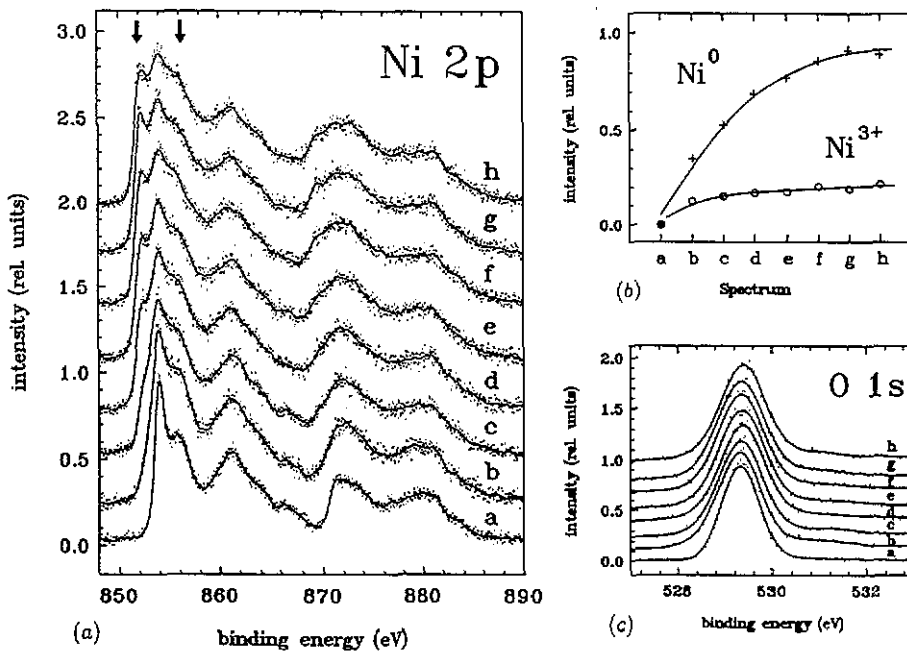 Ni 2p
intensity (rel. units)
3.0
2.5
2.0
1.5
1.0
0.5
0.0
h
g
f
e
d
c
b
a
850
860
870
880
890
(a)
binding energy (eV)
intensity (rel. units)
1.0
0.5
0.0
Ni0
Ni3+
a b c d e f g h
(b)
Spectrum
O 1s
intensity (rel. units)
2.0
1.5
1.0
0.5
0.0
h
g
f
e
d
c
b
a
528
530
532
(c)
binding energy (eV)